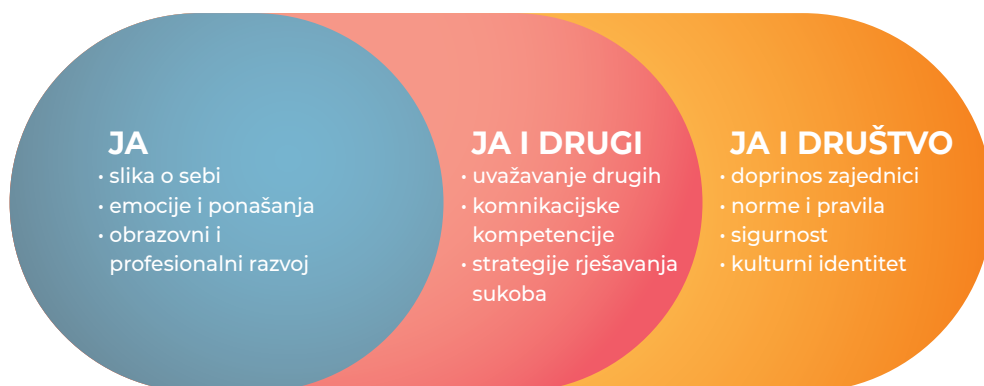 JA
• slika o sebi
• emocije i ponašanja
• obrazovni i
profesionalni razvoj
JA I DRUGI
• uvažavanje drugih
• komnikacijske
kompetencije
• strategije rješavanja
sukoba
JA I DRUŠTVO
• doprinos zajednici
• norme i pravila
• sigurnost
• kulturni identitet